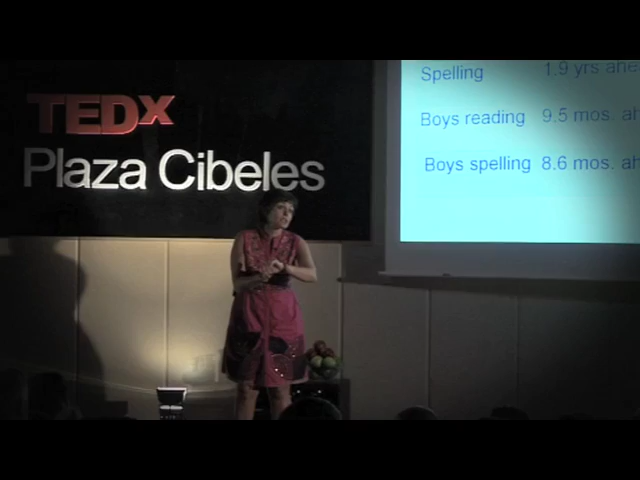 TEDx
Plaza Cibeles
Spelling 1.9 yrs
Boys reading 9.5 mos.
Boys spelling 8.6 mos.